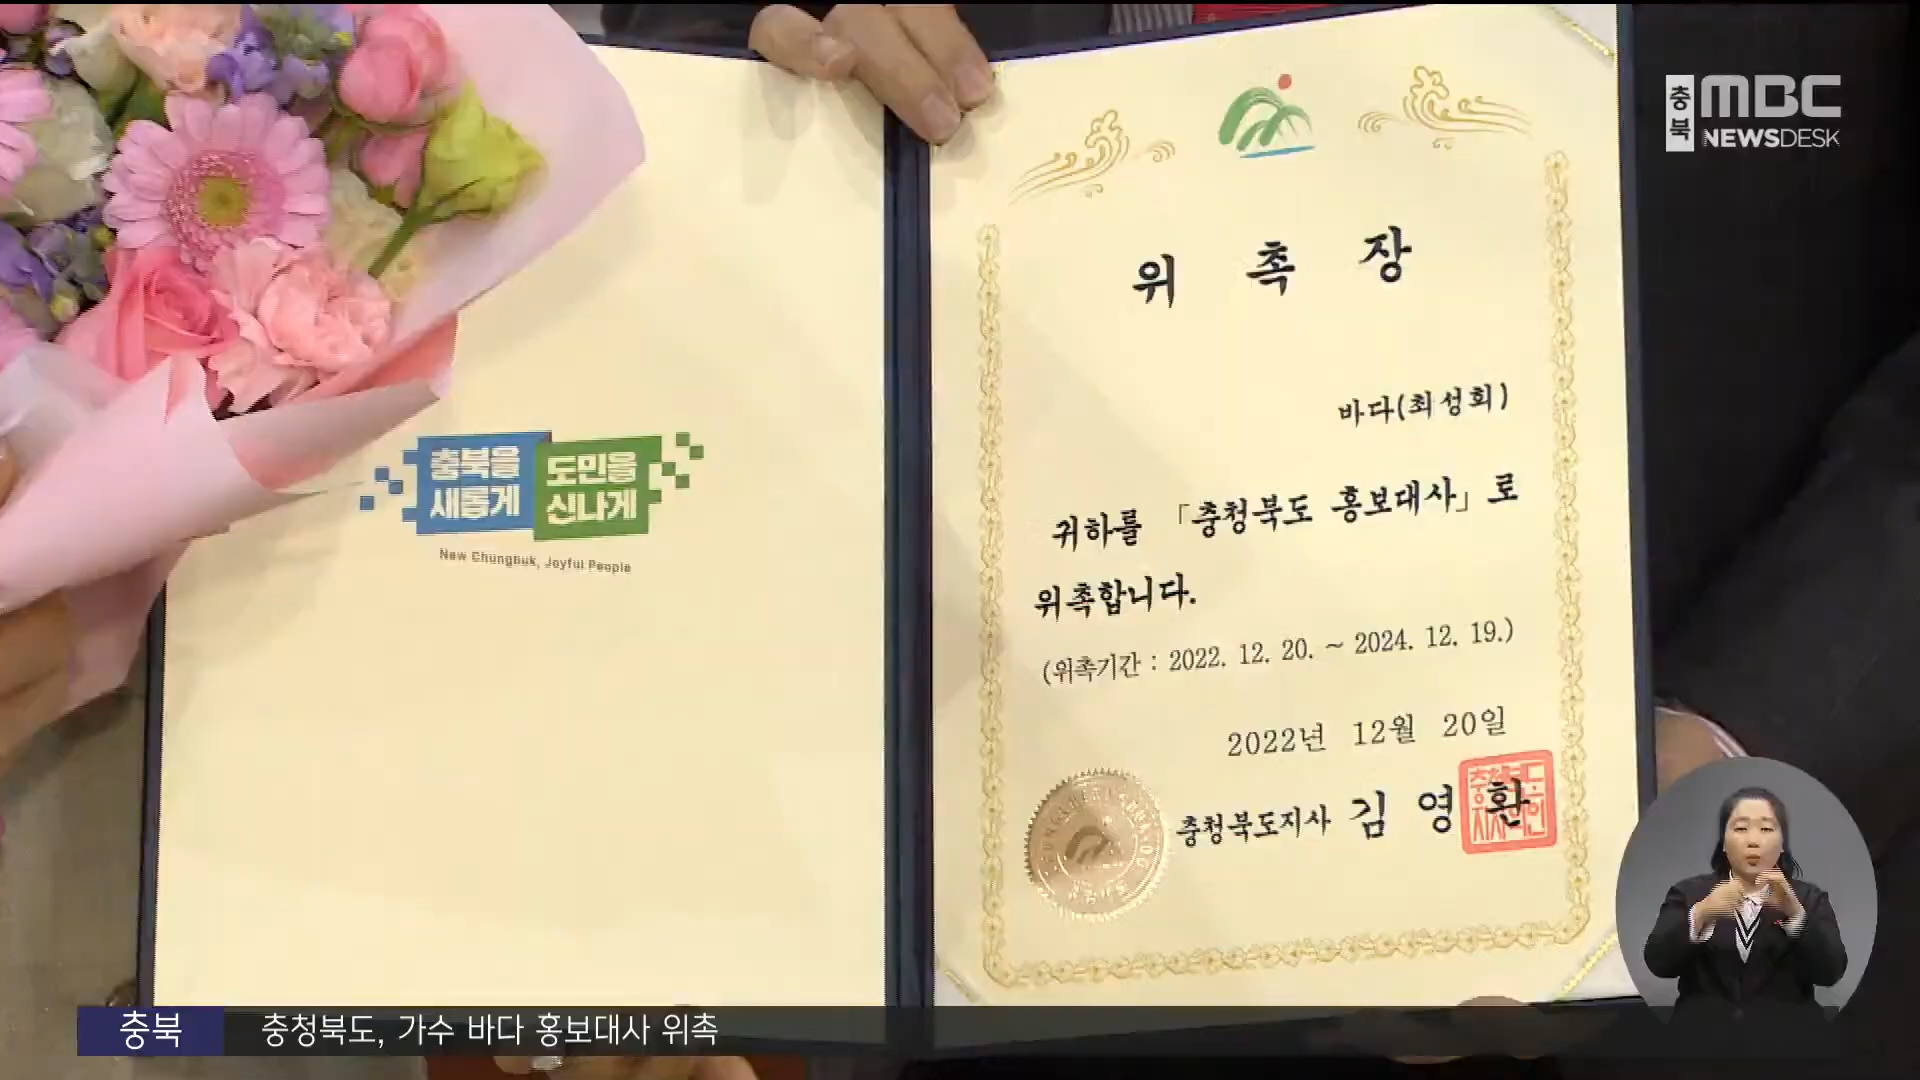 충북
MBC
NEWSDESK
위 촉 장
바다(최성희)
귀하를 「충청북도 홍보대사」로
위촉합니다.
(위촉기간 : 2022. 12. 20. ~ 2024. 12. 19.)
2022년 12월 20일
충청북도지사 김 영 환
충북을
새롭게
도민을
신나게
New Chungbuk, Joyful People
충북
충청북도, 가수 바다 홍보대사 위촉